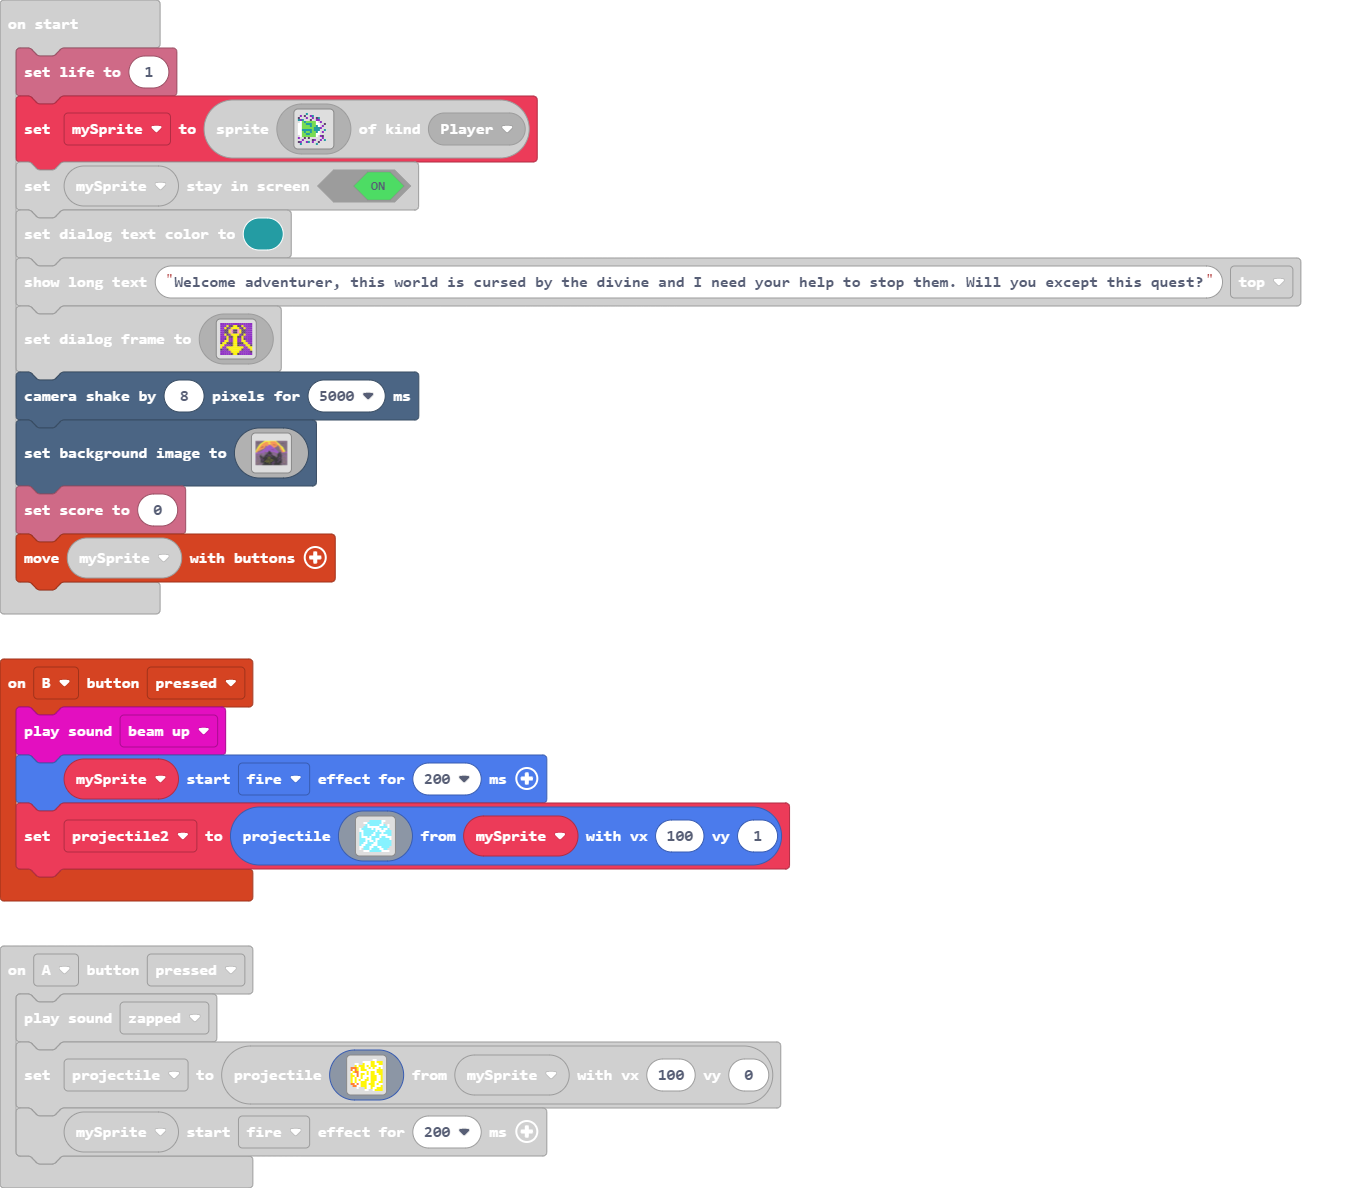 on start
set life to 1
set mySprite to sprite of kind Player
set mySprite stay in screen ON
set dialog text color to
show long text "Welcome adventurer, this world is cursed by the divine and I need your help to stop them. Will you except this quest?" top
set dialog frame to
camera shake by 8 pixels for 5000 ms
set background image to
set score to 0
move mySprite with buttons
on B button pressed
play sound beam up
mySprite start fire effect for 200 ms
set projectile2 to projectile from mySprite with vx 100 vy 1
on A button pressed
play sound zapped
set projectile to projectile from mySprite with vx 100 vy 0
mySprite start fire effect for 200 ms